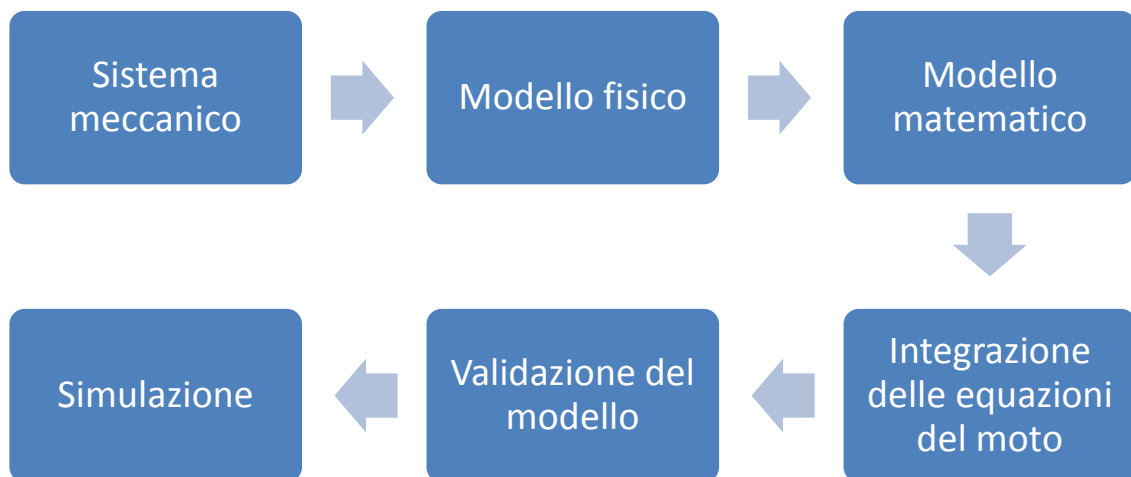 Sistema
meccanico
Modello fisico
Modello
matematico
Integrazione
delle equazioni
del moto
Validazione del
modello
Simulazione